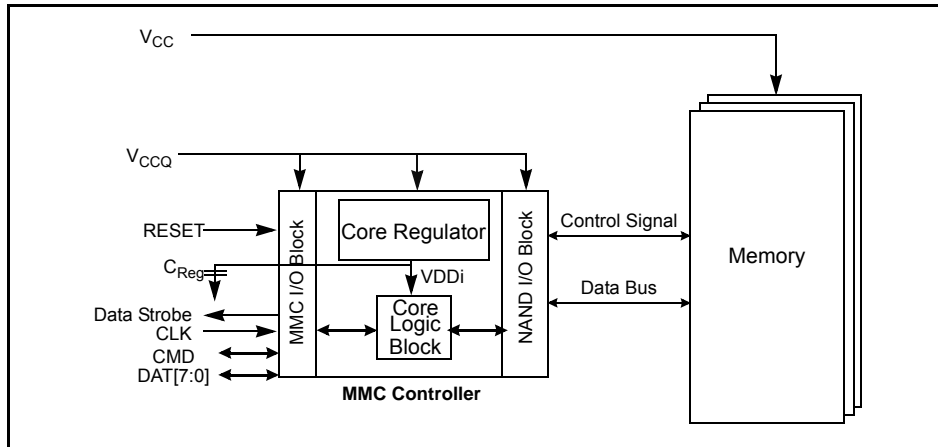 VCC
VCCQ
RESET
CReg
Data Strobe
CLK
CMD
DAT[7:0]
MMC I/O Block
Core Regulator
VDDi
Core
Logic
Block
NAND I/O Block
MMC Controller
Control Signal
Data Bus
Memory